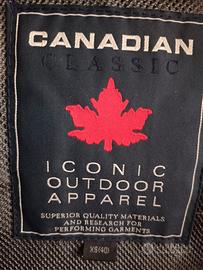 CANADIAN
CLASSIC
ICONIC
OUTDOOR
APPAREL
SUPERIOR QUALITY MATERIALS
AND RESEARCH FOR
PERFORMING GARMENTS
XS(40)